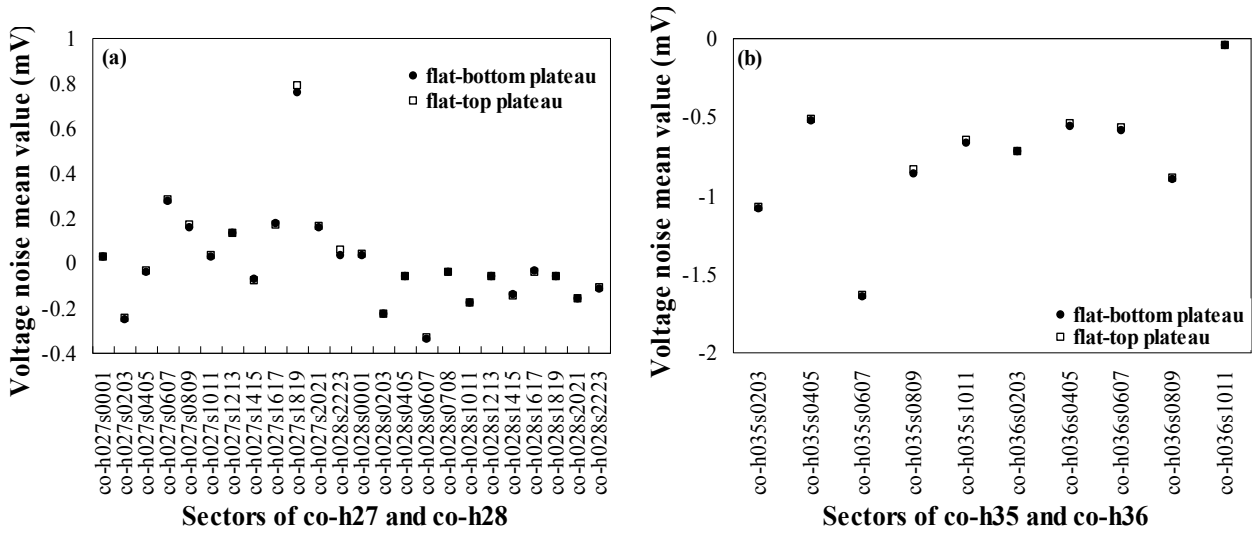 (a)
Voltage noise mean value (mV)
1
0.8
0.6
0.4
0.2
0
-0.2
-0.4
flat-bottom plateau
flat-top plateau
co-h027s0001
co-h027s0203
co-h027s0405
co-h027s0607
co-h027s0809
co-h027s1011
co-h027s1213
co-h027s1415
co-h027s1617
co-h027s1819
co-h027s2021
co-h028s2223
co-h028s0001
co-h028s0203
co-h028s0405
co-h028s0607
co-h028s0708
co-h028s1011
co-h028s1213
co-h028s1415
co-h028s1617
co-h028s1819
co-h028s2021
co-h028s2223
Sectors of co-h27 and co-h28
(b)
Voltage noise mean value (mV)
0
-0.5
-1
-1.5
-2
flat-bottom plateau
flat-top plateau
co-h035s0203
co-h035s0405
co-h035s0607
co-h035s0809
co-h035s1011
co-h036s0203
co-h036s0405
co-h036s0607
co-h036s0809
co-h036s1011
Sectors of co-h35 and co-h36